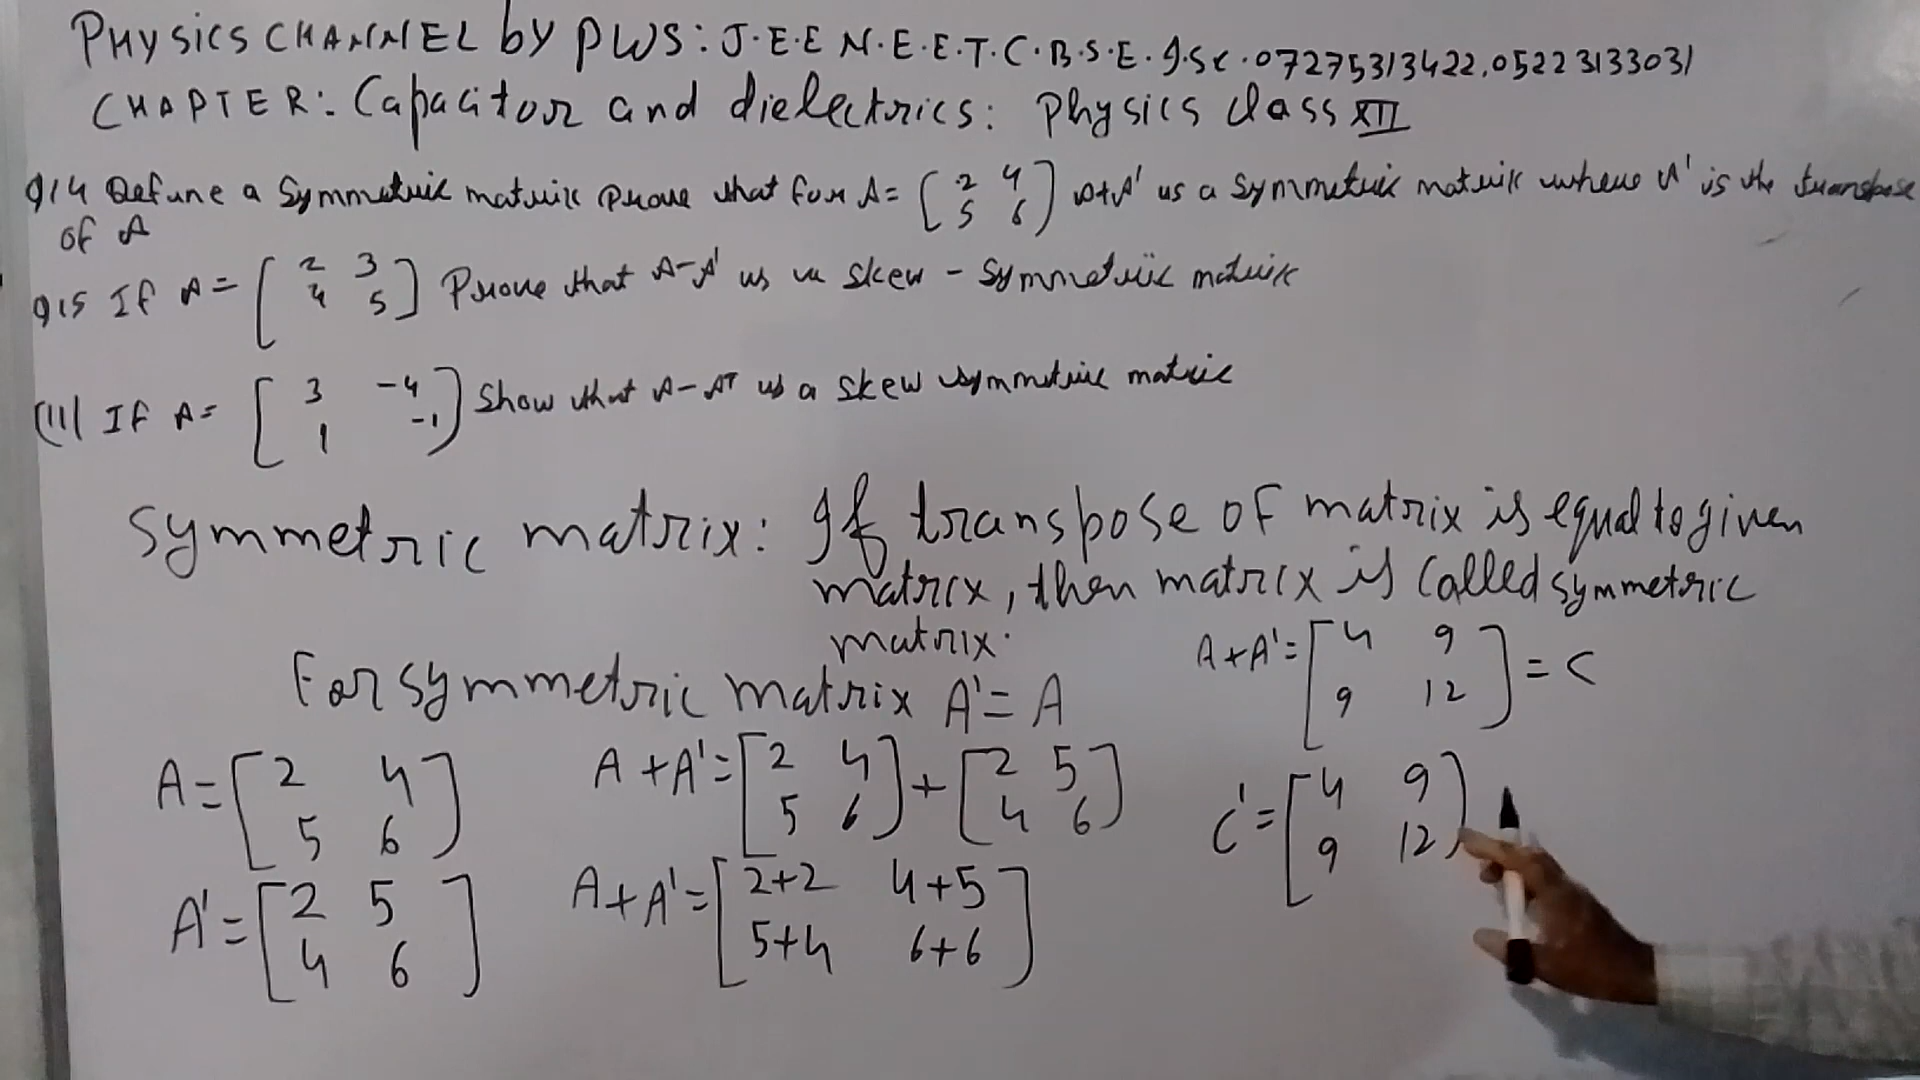 PHYSICS CHANNEL by PWS: J.E.E N.E.E.T.C.B.S.E. I.Sc. 07275313422, 05223133031
CHAPTER: Capacitor and dielectrics: Physics class XII
Q14 Define a Symmetric matrix Prove that for A = [ 2 4 A+A' is a symmetric matrix where A' is the transpose
5 6 ]
of A
Q15 If A = [ 2 3 Prove that A-A' is a skew - symmetric matrix
4 5 ]
(11) If A = [ 3 -4 Show that A-AT is a skew symmetric matrix
1 -1 ]
Symmetric matrix: If transpose of matrix is equal to given
matrix, then matrix is called symmetric
matrix.
For symmetric matrix A' = A
A+A' = [ 4 9
9 12 ] = C
A = [ 2 4
5 6 ]
A' = [ 2 5
4 6 ]
A+A' = [ 2 4
5 6 ] + [ 2 5
4 6 ]
A+A' = [ 2+2 4+5
5+4 6+6 ]
C' = [ 4 9
9 12 ]